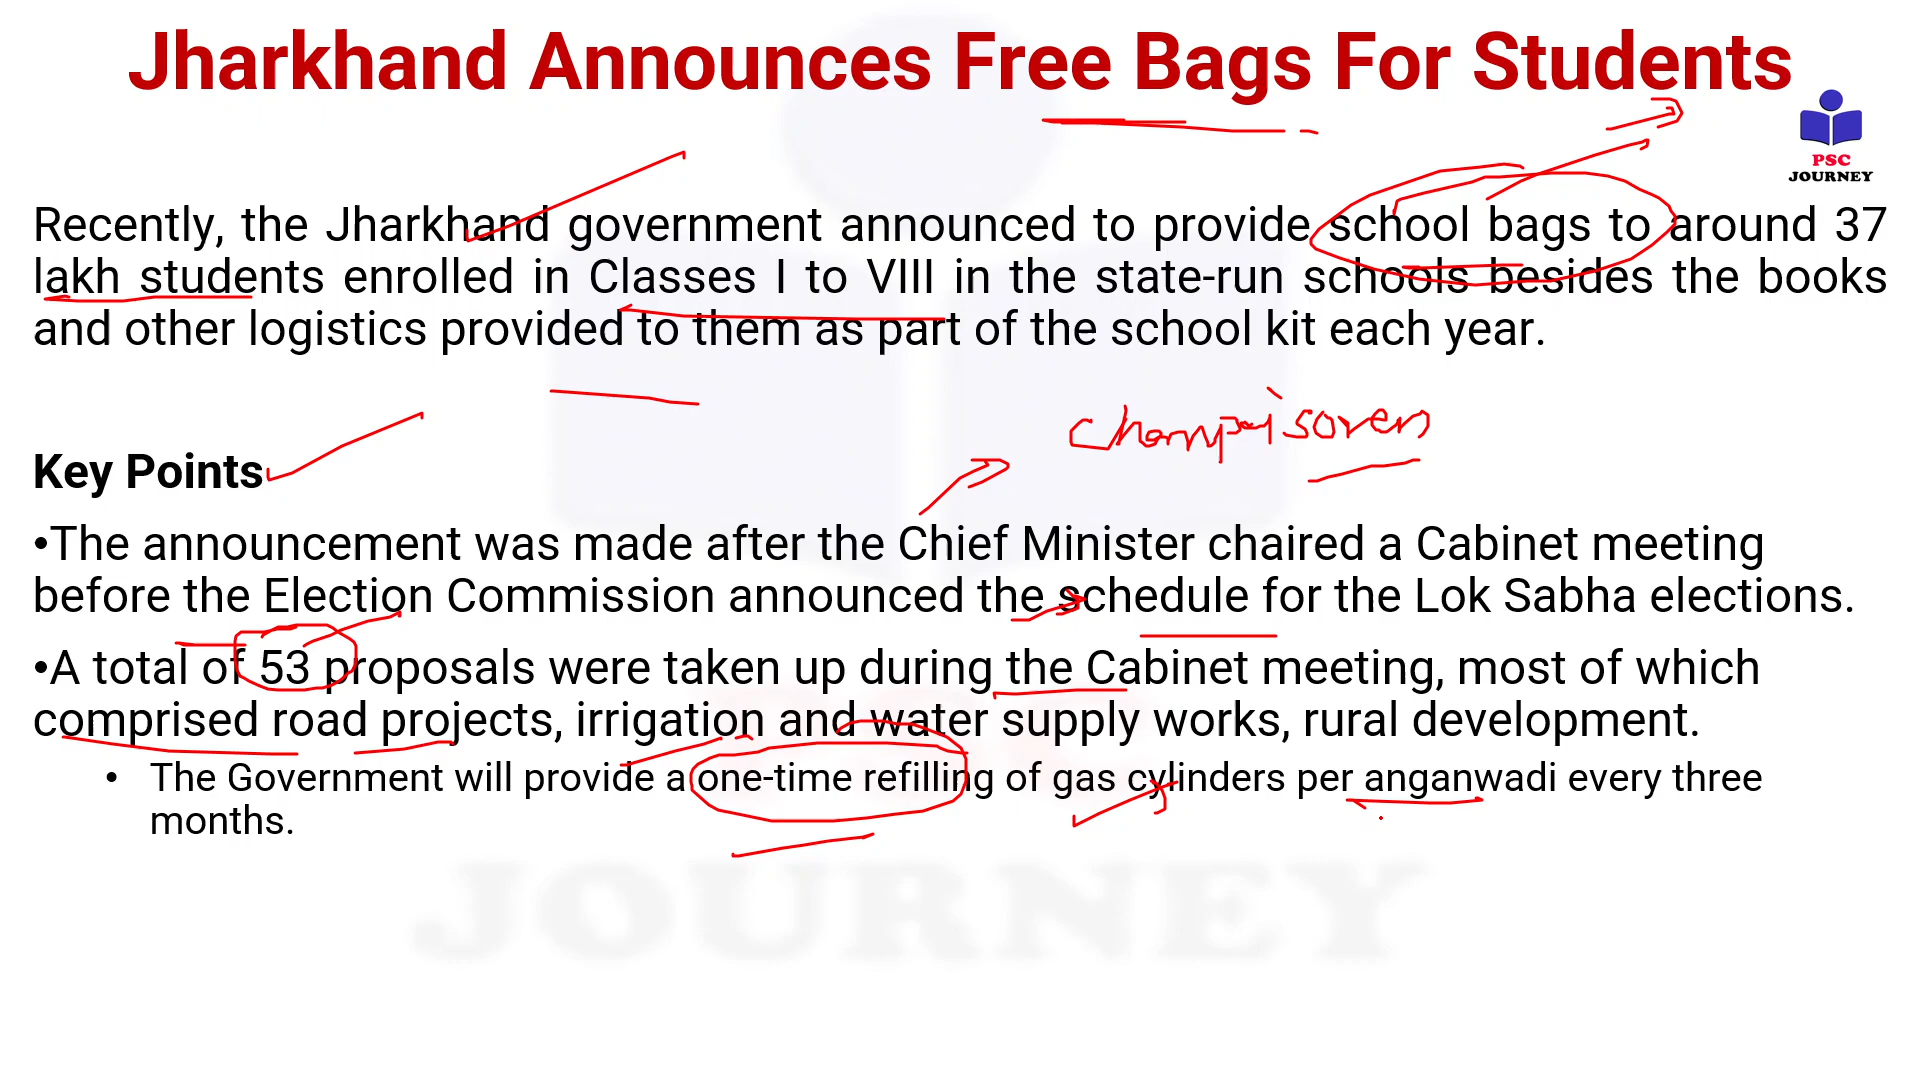 Jharkhand Announces Free Bags For Students
PSC
JOURNEY
Recently, the Jharkhand government announced to provide school bags to around 37
lakh students enrolled in Classes I to VIII in the state-run schools besides the books
and other logistics provided to them as part of the school kit each year.
Champai soren
Key Points
•The announcement was made after the Chief Minister chaired a Cabinet meeting
before the Election Commission announced the schedule for the Lok Sabha elections.
•A total of 53 proposals were taken up during the Cabinet meeting, most of which
comprised road projects, irrigation and water supply works, rural development.
• The Government will provide a one-time refilling of gas cylinders per anganwadi every three
months.
PSC
JOURNEY